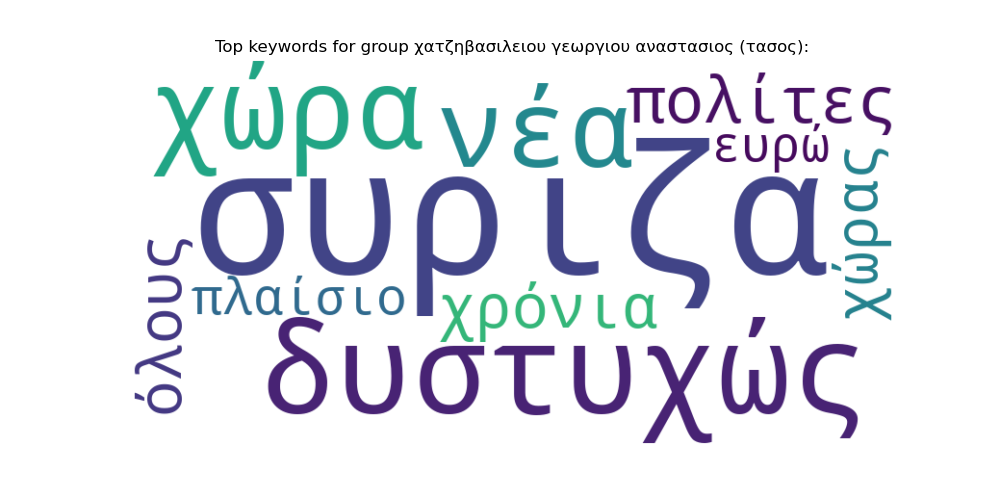 Top keywords for group χατζηβασιλειου γεωργιου αναστασιος (τασος):
χώρα
νέα
πολίτες
ευρώ
συριζα
χώρας
όλους
πλαίσιο
χρόνια
δυστυχώς